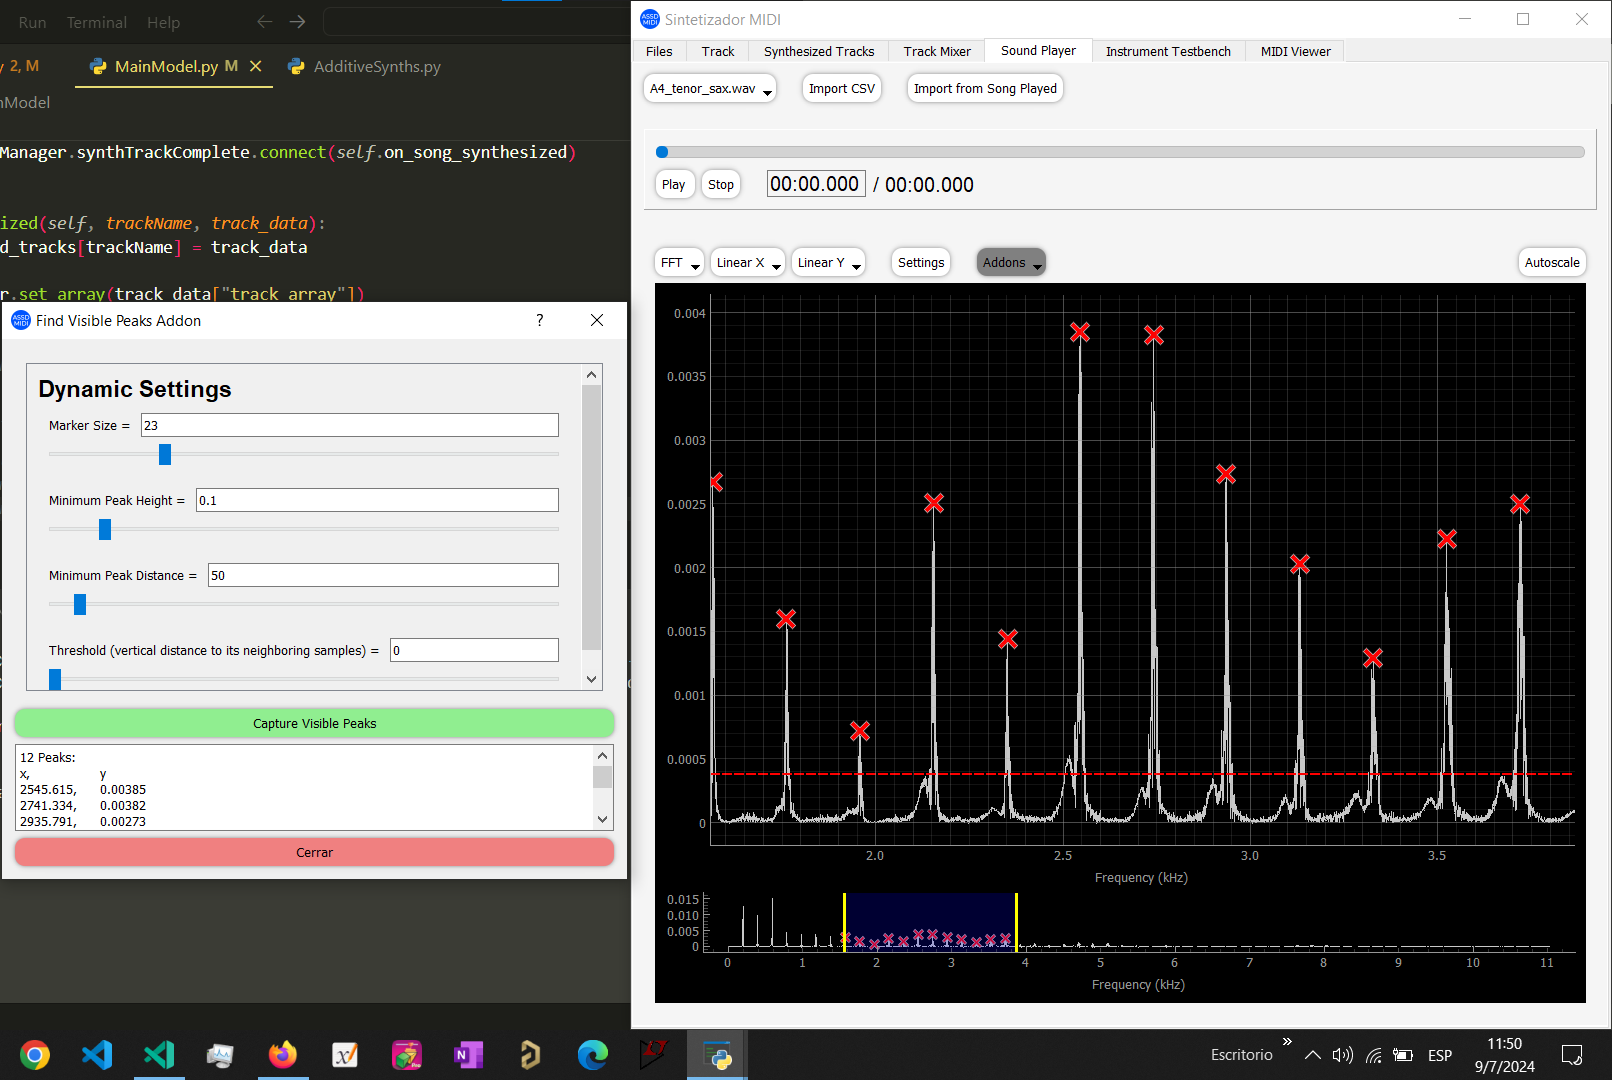 Run Terminal Help
2, M MainModel.py M AdditiveSynths.py
Model
Manager.synthTrackComplete.connect(self.on_song_synthesized)
ized(self, trackName, track_data):
d_tracks[trackName] = track_data
r.set_array(track_data["track_array"])
Find Visible Peaks Addon
?
Dynamic Settings
Marker Size = 23
Minimum Peak Height = 0.1
Minimum Peak Distance = 50
Threshold (vertical distance to its neighboring samples) = 0
Capture Visible Peaks
12 Peaks:
x, y
2545.615, 0.00385
2741.334, 0.00382
2935.791, 0.00273
Cerrar
ASSD MIDI Sintetizador MIDI
Files Track Synthesized Tracks Track Mixer Sound Player Instrument Testbench MIDI Viewer
A4_tenor_sax.wav Import CSV Import from Song Played
Play Stop 00:00.000 / 00:00.000
FFT Linear X Linear Y Settings Addons Autoscale
0.004
0.0035
0.003
0.0025
0.002
0.0015
0.001
0.0005
0
2.0 2.5 3.0 3.5
Frequency (kHz)
0.015
0.010
0.005
0
0 1 2 3 4 5 6 7 8 9 10 11
Frequency (kHz)
Escritorio » ESP 11:50
9/7/2024